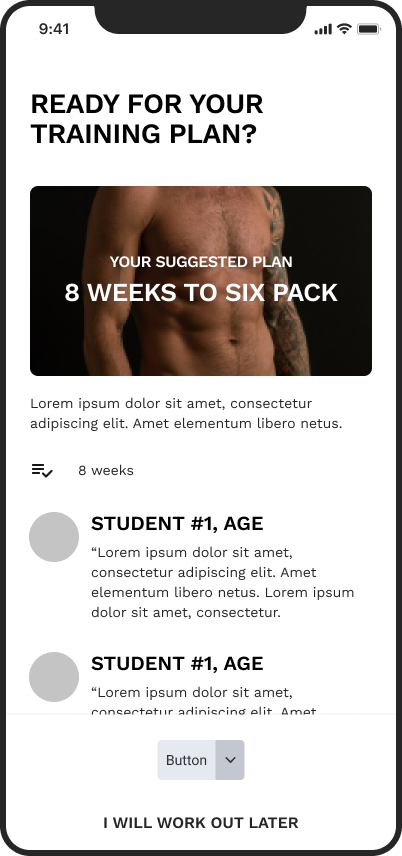 9:41
READY FOR YOUR
TRAINING PLAN?
YOUR SUGGESTED PLAN
8 WEEKS TO SIX PACK
Lorem ipsum dolor sit amet, consectetur
adipiscing elit. Amet elementum libero netus.
8 weeks
STUDENT #1, AGE
“Lorem ipsum dolor sit amet,
consectetur adipiscing elit. Amet
elementum libero netus. Lorem ipsum
dolor sit amet, consectetur.
STUDENT #1, AGE
“Lorem ipsum dolor sit amet,
consectetur adipiscing elit. Amet
Button
I WILL WORK OUT LATER